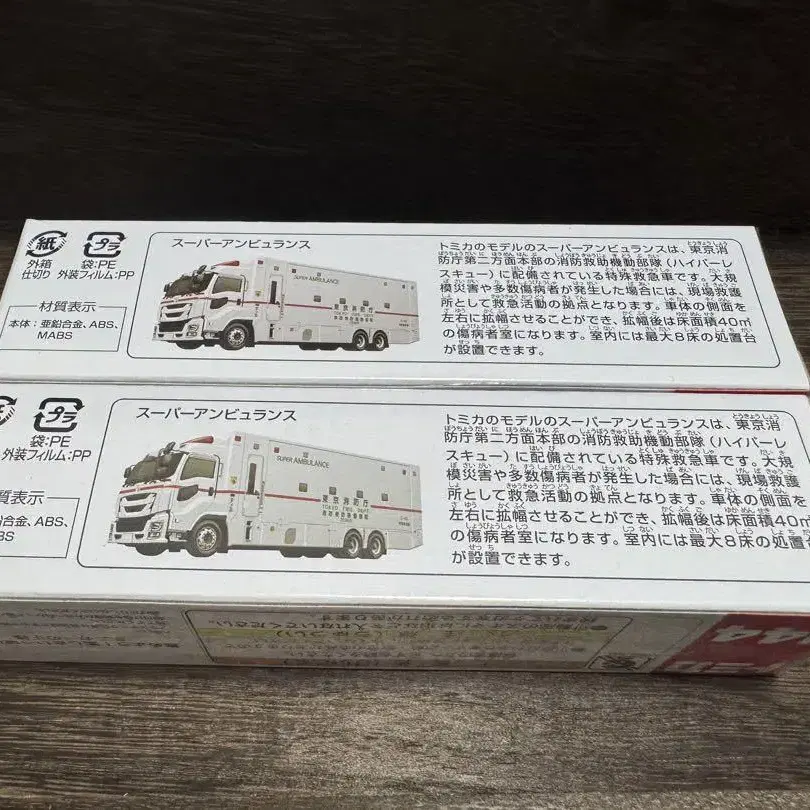 紙
外箱
仕切り
プラ
袋:PE
外装フィルム:PP
材質表示
本体:亜鉛合金、ABS、
MABS
スーパーアンビュランス
SUPER AMBULANCE
東京消防庁
トミカのモデルのスーパーアンビュランスは、東京消
防庁第二方面本部の消防救助機動部隊(ハイパーレ
スキュー)に配備されている特殊救急車です。大規
模災害や多数傷病者が発生した場合には、現場救護
所として救急活動の拠点となります。車体の側面を
左右に拡幅させることができ、拡幅後は床面積40㎡
の傷病者室になります。室内には最大8床の処置台
が設置できます。
プラ
袋:PE
外装フィルム:PP
質表示
鉛合金、ABS、
BS
スーパーアンビュランス
SUPER AMBULANCE
東京消防庁
TOKYO FIRE DEPT.
トミカのモデルのスーパーアンビュランスは、東京消
防庁第二方面本部の消防救助機動部隊(ハイパーレ
スキュー)に配備されている特殊救急車です。大規
模災害や多数傷病者が発生した場合には、現場救護
所として救急活動の拠点となります。車体の側面を
左右に拡幅させることができ、拡幅後は床面積40㎡
の傷病者室になります。室内には最大8床の処置台
が設置できます。
44